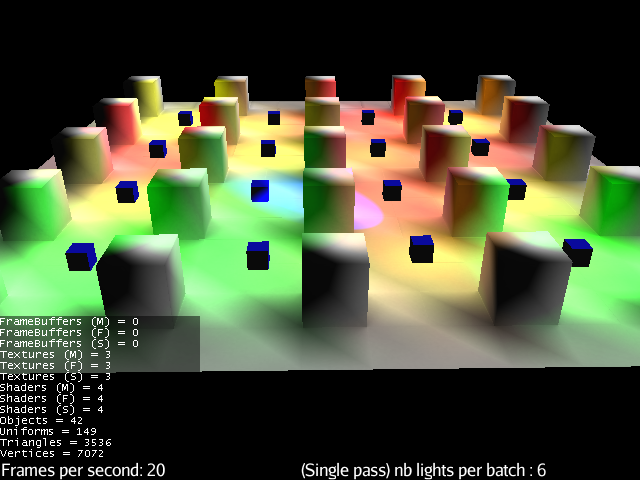 FrameBuffers (M) = 0
FrameBuffers (F) = 0
FrameBuffers (S) = 0
Textures (M) = 3
Textures (F) = 3
Textures (S) = 3
Shaders (M) = 4
Shaders (F) = 4
Shaders (S) = 4
Objects = 42
Uniforms = 149
Triangles = 3536
Vertices = 7072
Frames per second: 20
(Single pass) nb lights per batch : 6